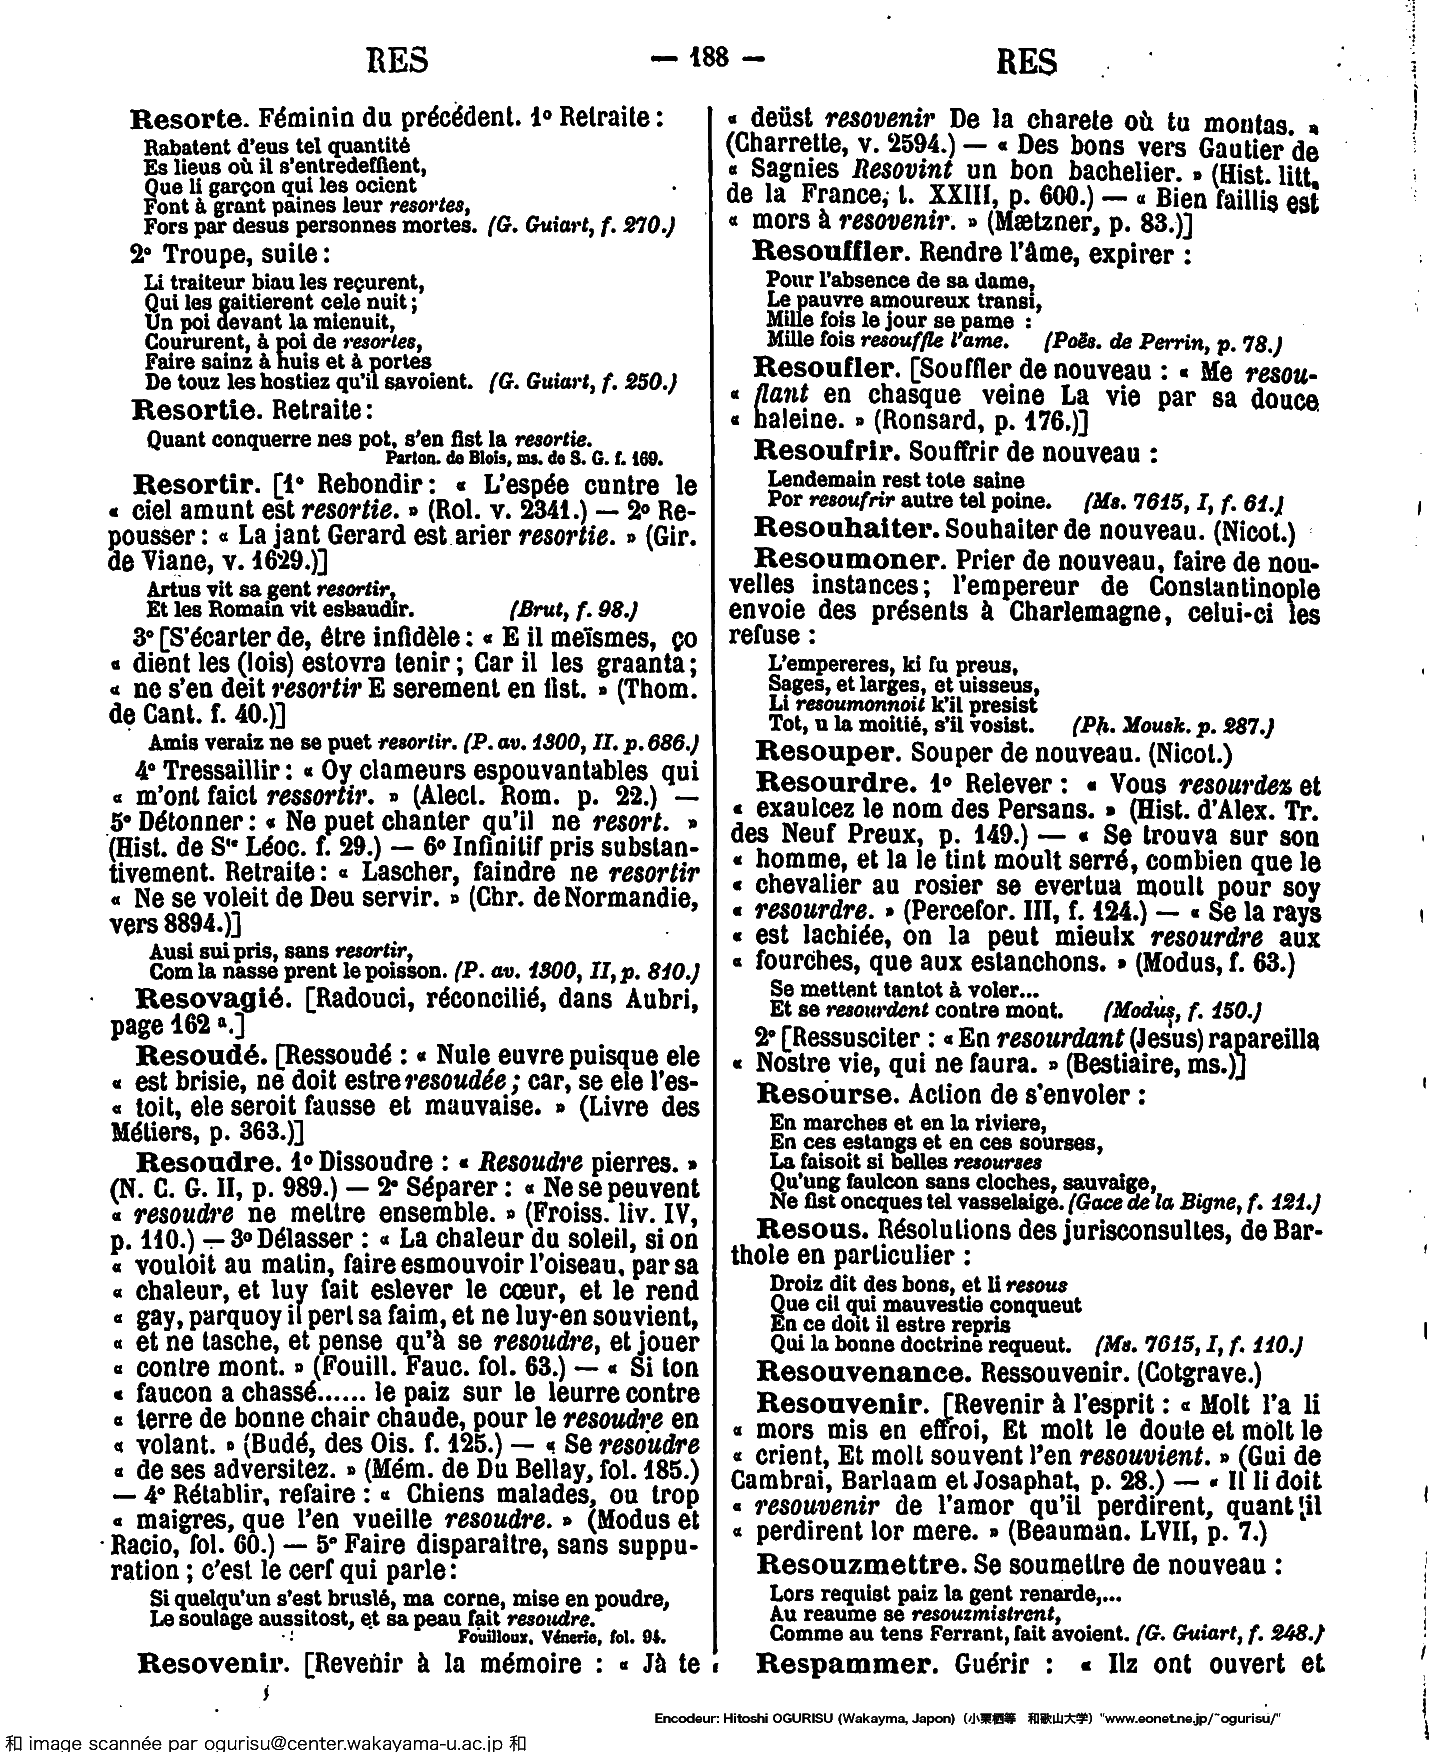 RES — 188 — RES
Resorte. Féminin du précédent. 1º Retraite :
Rabatent d'eus tel quantité
Es lieus où il s'entredeffient,
Que li garçon qui les ocient
Font à grant paines leur resortes,
Fors par desus personnes mortes. (G. Guiart, f. 270.)
2º Troupe, suite :
Li traiteur biau les reçurent,
Qui les gaitierent cele nuit ;
Un poi devant la mienuit,
Coururent, à poi de resortes,
Faire sainz à huis et à portes
De touz les hostiez qu'il savoient. (G. Guiart, f. 250.)
Resortie. Retraite :
Quant conquerre nes pot, s'en fist la resortie.
Parton. de Blois, ms. de S. G. f. 169.
Resortir. [1º Rebondir : « L'espée cuntre le
« ciel amunt est resortie. » (Rol. v. 2341.) — 2º Re-
pousser : « La jant Gerard est arier resortie. » (Gir.
de Viane, v. 1629.)]
Artus vit sa gent resortir,
Et les Romain vit esbaudir. (Brut, f. 98.)
3º [S'écarter de, être infidèle : « E il meïsmes, ço
« dient les (lois) estovra tenir ; Car il les graanta ;
« ne s'en deit resortir E serement en fist. » (Thom.
de Cant. f. 40.)]
Amis veraiz ne se puet resortir. (P. av. 1300, II. p. 686.)
4º Tressaillir : « Oy clameurs espouvantables qui
« m'ont faict ressortir. » (Alect. Rom. p. 22.) —
5º Détonner : « Ne puet chanter qu'il ne resort. »
(Hist. de Ste Léoc. f. 29.) — 6º Infinitif pris substan-
tivement. Retraite : « Lascher, faindre ne resortir
« Ne se voleit de Deu servir. » (Chr. de Normandie,
vers 8894.)]
Ausi sui pris, sans resortir,
Com la nasse prent le poisson. (P. av. 1300, II, p. 810.)
Resovagié. [Radouci, réconcilié, dans Aubri,
page 162 a.]
Resoudé. [Ressoudé : « Nule euvre puisque ele
« est brisie, ne doit estre resoudée ; car, se ele l'es-
« toit, ele seroit fausse et mauvaise. » (Livre des
Métiers, p. 363.)]
Resoudre. 1º Dissoudre : « Resoudre pierres. »
(N. C. G. II, p. 989.) — 2º Séparer : « Ne se peuvent
« resoudre ne mettre ensemble. » (Froiss. liv. IV,
p. 110.) — 3º Délasser : « La chaleur du soleil, si on
« vouloit au matin, faire esmouvoir l'oiseau, par sa
« chaleur, et luy fait eslever le cœur, et le rend
« gay, parquoy il pert sa faim, et ne luy-en souvient,
« et ne tasche, et pense qu'à se resoudre, et jouer
« contre mont. » (Fouill. Fauc. fol. 63.) — « Si ton
« faucon a chassé...... le paiz sur le leurre contre
« terre de bonne chair chaude, pour le resoudre en
« volant. » (Budé, des Ois. f. 125.) — « Se resoudre
« de ses adversitez. » (Mém. de Du Bellay, fol. 185.)
— 4º Rétablir, refaire : « Chiens malades, ou trop
« maigres, que l'en vueille resoudre. » (Modus et
Racio, fol. 60.) — 5º Faire disparaître, sans suppu-
ration ; c'est le cerf qui parle :
Si quelqu'un s'est bruslé, ma corne, mise en poudre,
Le soulage aussitost, et sa peau fait resoudre.
Fouilloux, Vénerie, fol. 94.
Resovenir. [Revenir à la mémoire : « Jà te
« deüst resovenir De la charete où tu montas. »
(Charrette, v. 2594.) — « Des bons vers Gautier de
« Sagnies Resovint un bon bachelier. » (Hist. litt.
de la France, t. XXIII, p. 600.) — « Bien faillis est
« mors à resovenir. » (Mætzner, p. 83.)]
Resouffler. Rendre l'âme, expirer :
Pour l'absence de sa dame,
Le pauvre amoureux transi,
Mille fois le jour se pame :
Mille fois resouffle l'ame. (Poës. de Perrin, p. 78.)
Resoufler. [Souffler de nouveau : « Me resou-
« flant en chasque veine La vie par sa douce
« haleine. » (Ronsard, p. 176.)]
Resoufrir. Souffrir de nouveau :
Lendemain rest tote saine
Por resoufrir autre tel poine. (Ms. 7615, I, f. 61.)
Resouhaiter. Souhaiter de nouveau. (Nicot.)
Resoumoner. Prier de nouveau, faire de nou-
velles instances ; l'empereur de Constantinople
envoie des présents à Charlemagne, celui-ci les
refuse :
L'empereres, ki fu preus,
Sages, et larges, et uisseus,
Li resoumonnoit k'il presist
Tot, u la moitié, s'il vosist. (Ph. Mousk. p. 287.)
Resouper. Souper de nouveau. (Nicot.)
Resourdre. 1º Relever : « Vous resourdez et
« exaulcez le nom des Persans. » (Hist. d'Alex. Tr.
des Neuf Preux, p. 149.) — « Se trouva sur son
« homme, et la le tint moult serré, combien que le
« chevalier au rosier se evertua moult pour soy
« resourdre. » (Percefor. III, f. 124.) — « Se la rays
« est lachiée, on la peut mieulx resourdre aux
« fourches, que aux estanchons. » (Modus, f. 63.)
Se mettent tantot à voler...
Et se resourdent contre mont. (Modus, f. 150.)
2º [Ressusciter : « En resourdant (Jesus) rapareilla
« Nostre vie, qui ne faura. » (Bestiaire, ms.)]
Resourse. Action de s'envoler :
En marches et en la riviere,
En ces estangs et en ces sourses,
La faisoit si belles resourses
Qu'ung faulcon sans cloches, sauvaige,
Ne fist oncques tel vasselaige. (Gace de la Bigne, f. 121.)
Resous. Résolutions des jurisconsultes, de Bar-
thole en particulier :
Droiz dit des bons, et li resous
Que cil qui mauvestie conqueut
En ce doit il estre repris
Qui la bonne doctrine requeut. (Ms. 7615, I, f. 110.)
Resouvenance. Ressouvenir. (Cotgrave.)
Resouvenir. [Revenir à l'esprit : « Molt l'a li
« mors mis en effroi, Et molt le doute et molt le
« crient, Et molt souvent l'en resouvient. » (Gui de
Cambrai, Barlaam et Josaphat, p. 28.) — « Il li doit
« resouvenir de l'amor qu'il perdirent, quant il
« perdirent lor mere. » (Beauman. LVII, p. 7.)
Resouzmettre. Se soumettre de nouveau :
Lors requist paiz la gent renarde,...
Au reaume se resouzmistrent,
Comme au tens Ferrant, fait avoient. (G. Guiart, f. 248.)
Respammer. Guérir : « Ilz ont ouvert et
Encodeur: Hitoshi OGURISU (Wakayma, Japon) (小栗栖等 和歌山大学) "www.eonet.ne.jp/~ogurisu/"
和 image scannée par ogurisu@center.wakayama-u.ac.jp 和